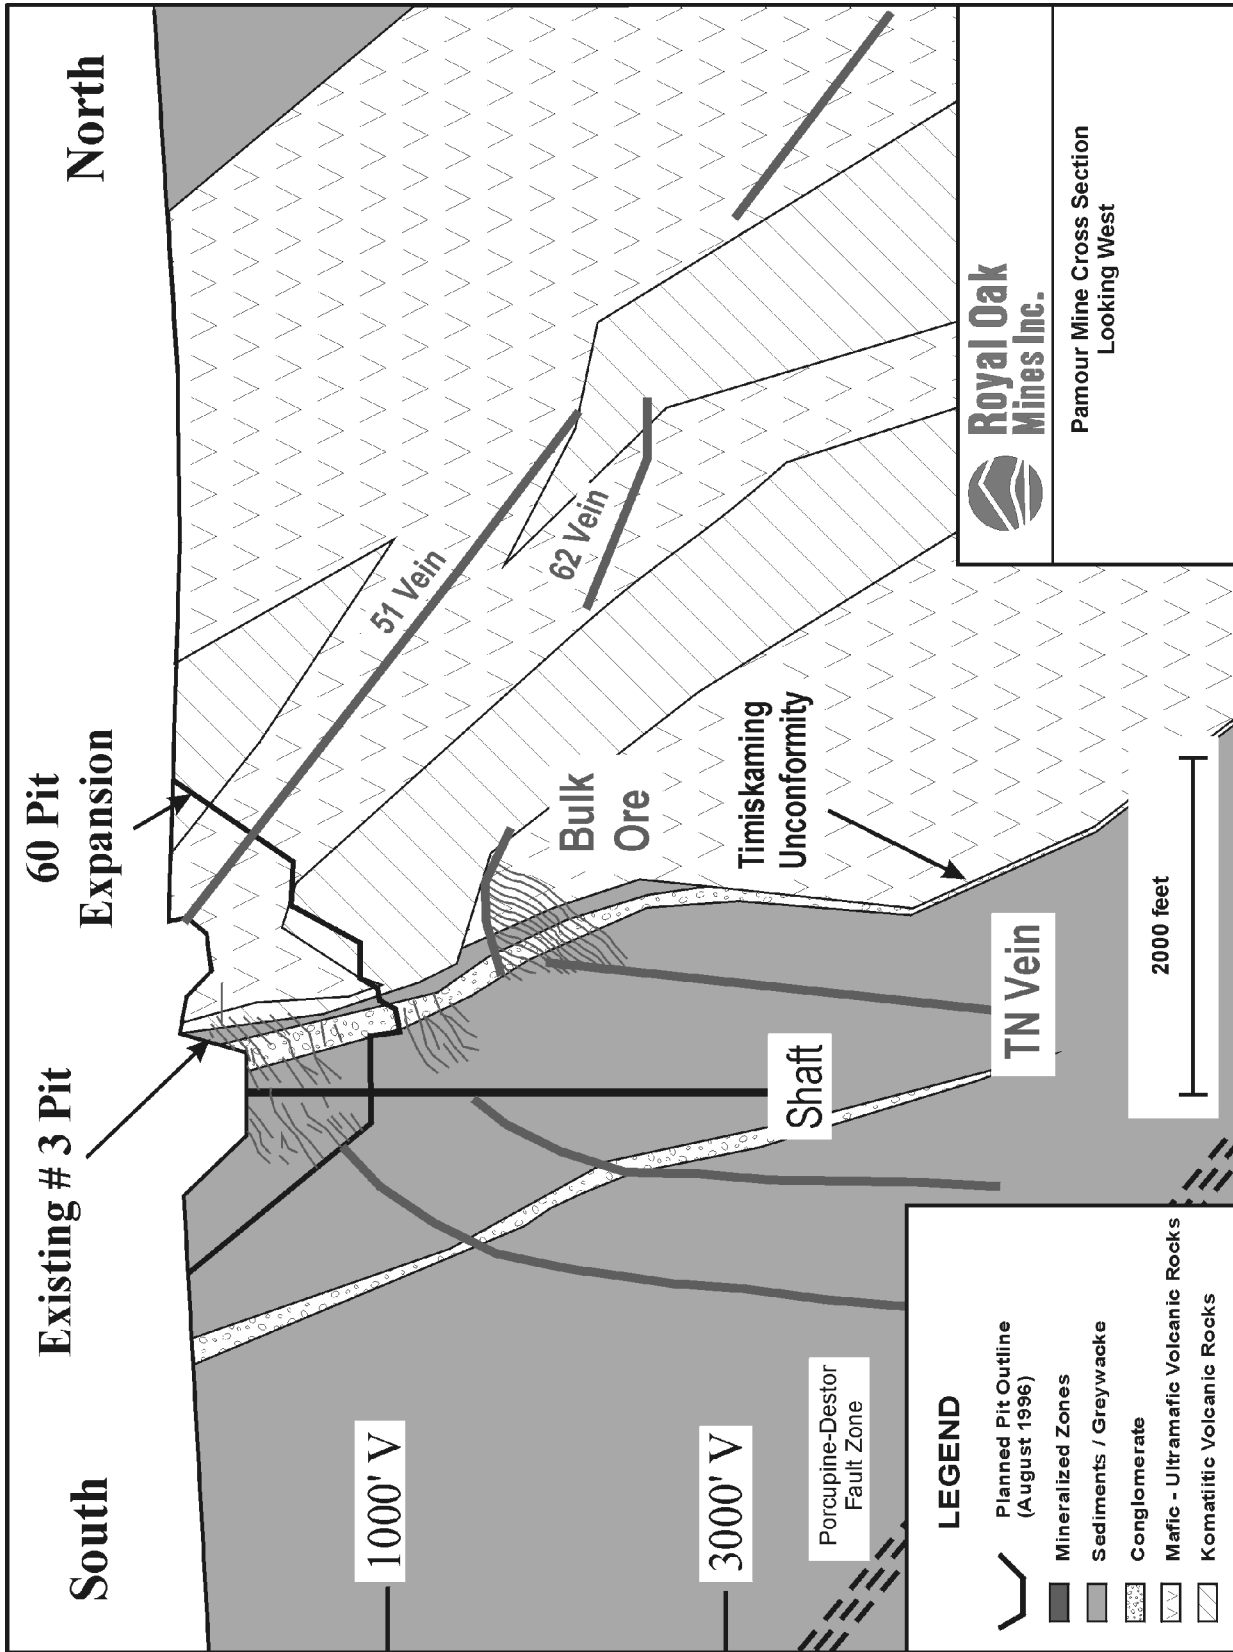 South
North
Existing # 3 Pit
60 Pit
Expansion
1000' V
3000' V
51 Vein
62 Vein
Bulk
Ore
Timiskaming
Unconformity
Shaft
TN Vein
2000 feet
Porcupine-Destor
Fault Zone
LEGEND
Planned Pit Outline
(August 1996)
Mineralized Zones
Sediments / Greywacke
Conglomerate
Mafic - Ultramafic Volcanic Rocks
Komatiitic Volcanic Rocks
Royal Oak
Mines Inc.
Pamour Mine Cross Section
Looking West